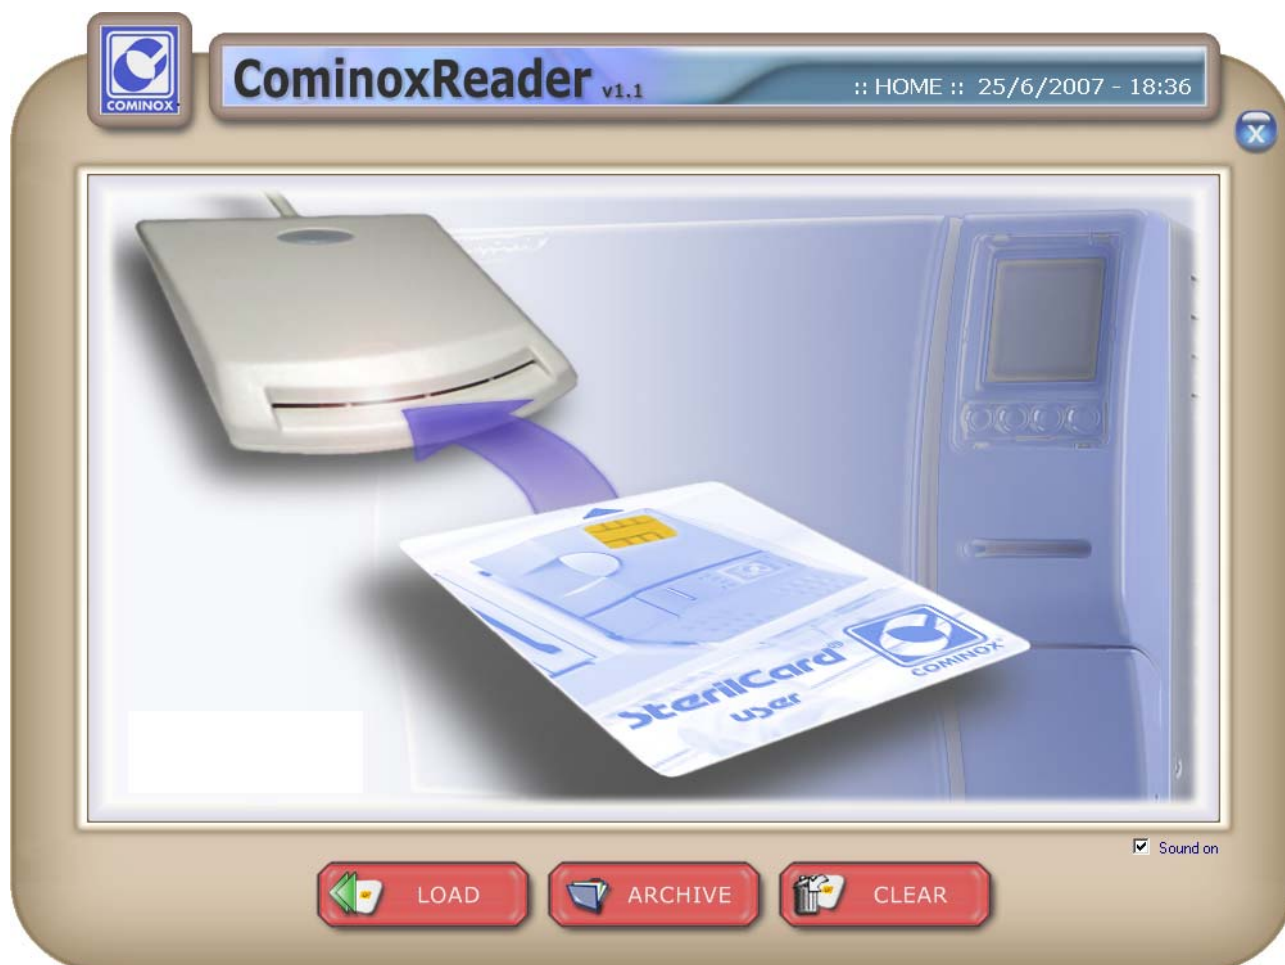 COMINOX
CominoxReader v1.1
:: HOME :: 25/6/2007 - 18:36
X
SterilCard®
user
COMINOX
Sound on
LOAD
ARCHIVE
CLEAR